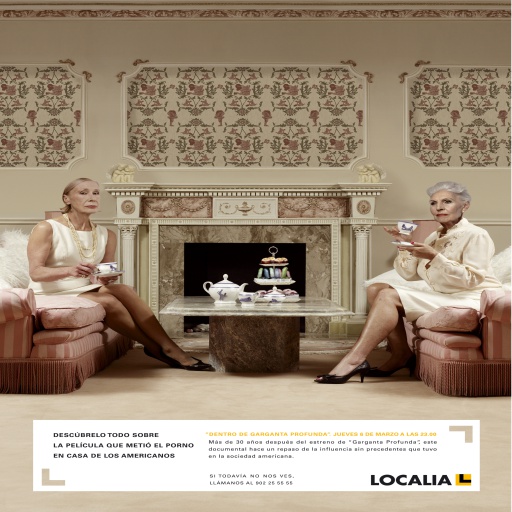 DESCÚBRELO TODO SOBRE
LA PELÍCULA QUE METIÓ EL PORNO
EN CASA DE LOS AMERICANOS
"DENTRO DE GARGANTA PROFUNDA". JUEVES 9 DE MARZO A LAS 23.00
Más de 30 años después del estreno de "Garganta Profunda", este
documental hace un repaso de la influencia sin precedentes que tuvo
en la sociedad americana.
SI TODAVÍA NO NOS VES,
LLÁMANOS AL 902 25 55 55
LOCALIA L